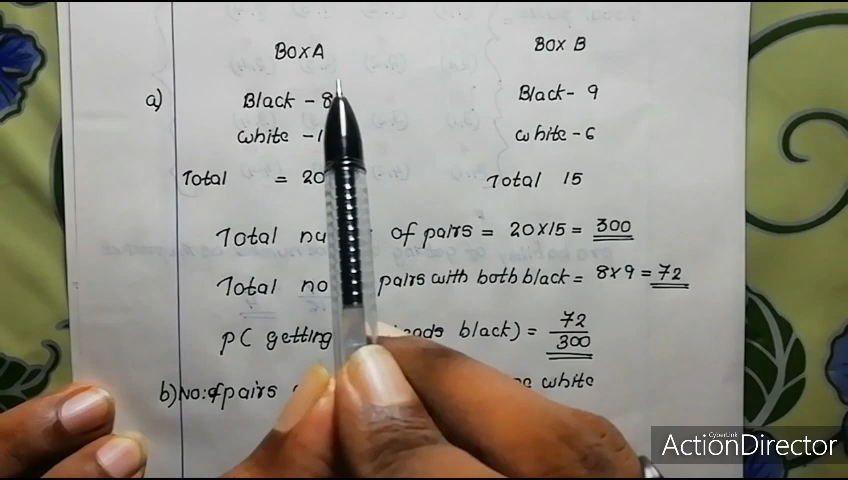 BOX A BOX B
a) Black - 8 Black - 9
white - 1 white - 6
Total = 20 Total 15
Total of pairs = 20 x 15 = 300
Total no pairs with both black = 8 x 9 = 72
P( getting black) = 72/300
b) No: of pairs white
CyberLink
ActionDirector